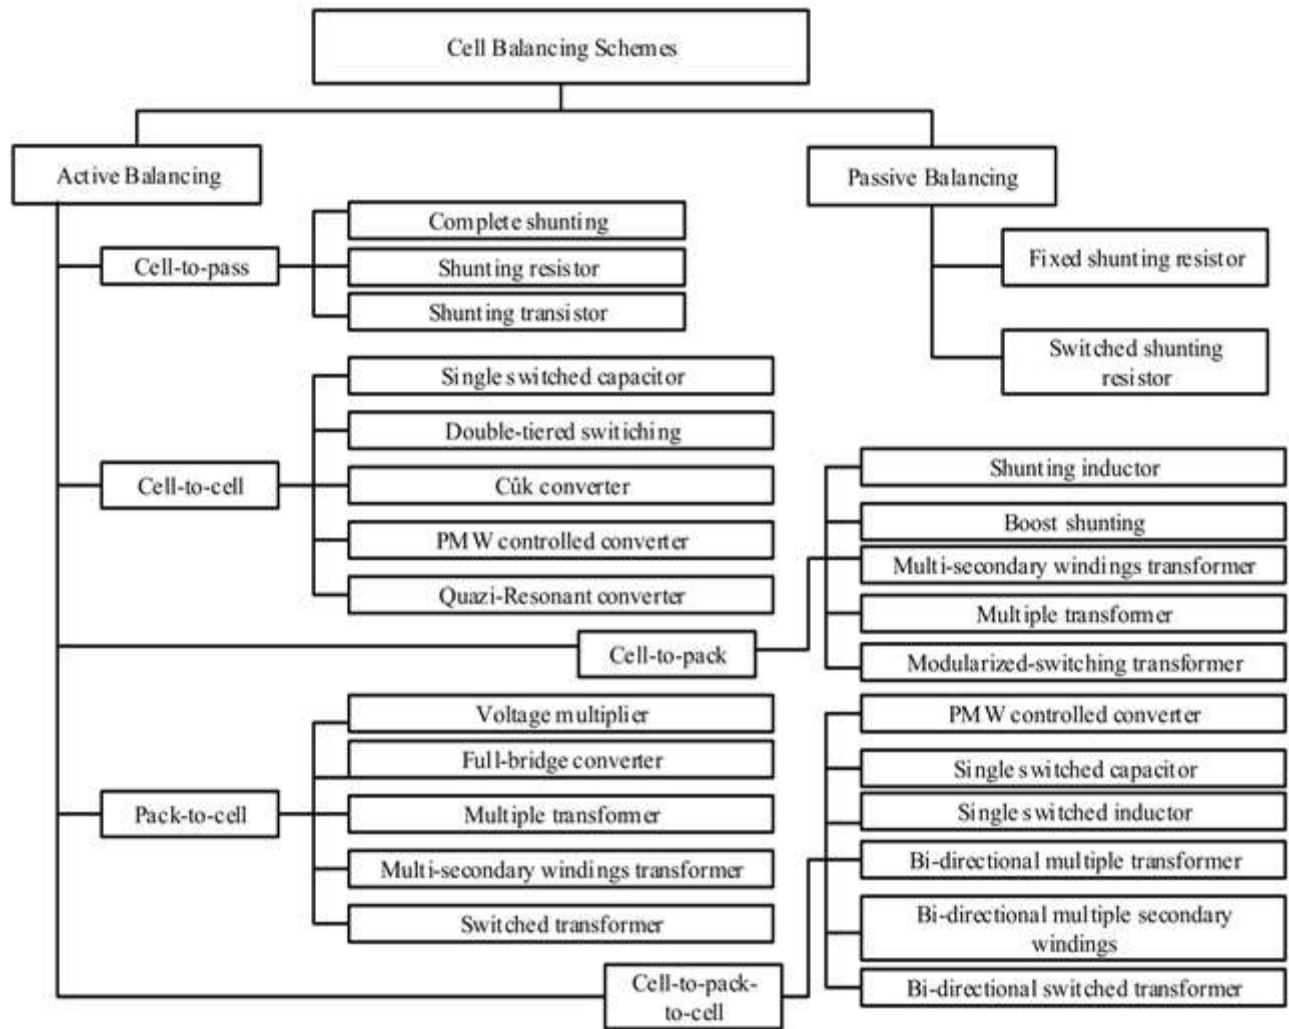 Cell Balancing Schemes
Active Balancing
Passive Balancing
Cell-to-pass
Complete shunting
Shunting resistor
Shunting transistor
Fixed shunting resistor
Switched shunting
resistor
Cell-to-cell
Single switched capacitor
Double-tiered switiching
Cûk converter
PMW controlled converter
Quazi-Resonant converter
Cell-to-pack
Shunting inductor
Boost shunting
Multi-secondary windings transformer
Multiple transformer
Modularized-switching transformer
Pack-to-cell
Voltage multiplier
Full-bridge converter
Multiple transformer
Multi-secondary windings transformer
Switched transformer
Cell-to-pack-
to-cell
PMW controlled converter
Single switched capacitor
Single switched inductor
Bi-directional multiple transformer
Bi-directional multiple secondary
windings
Bi-directional switched transformer